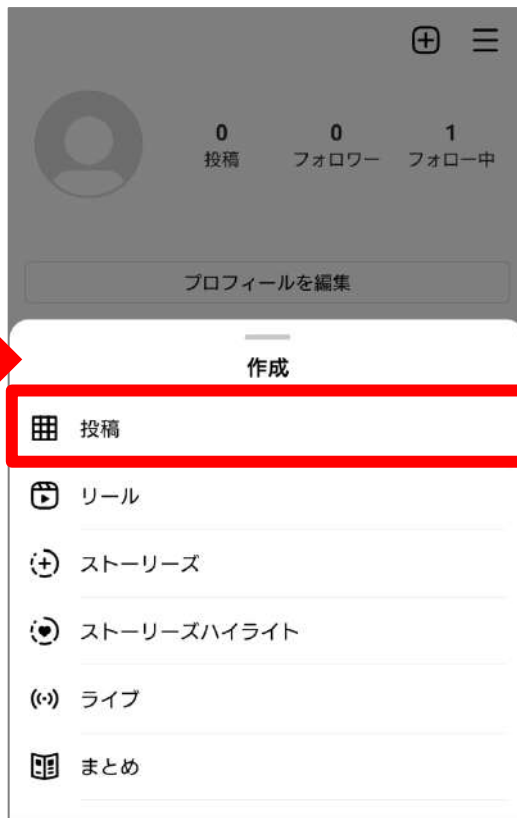 0 0 1
投稿 フォロワー フォロー中
プロフィールを編集
作成
投稿
リール
ストーリーズ
ストーリーズハイライト
ライブ
まとめ